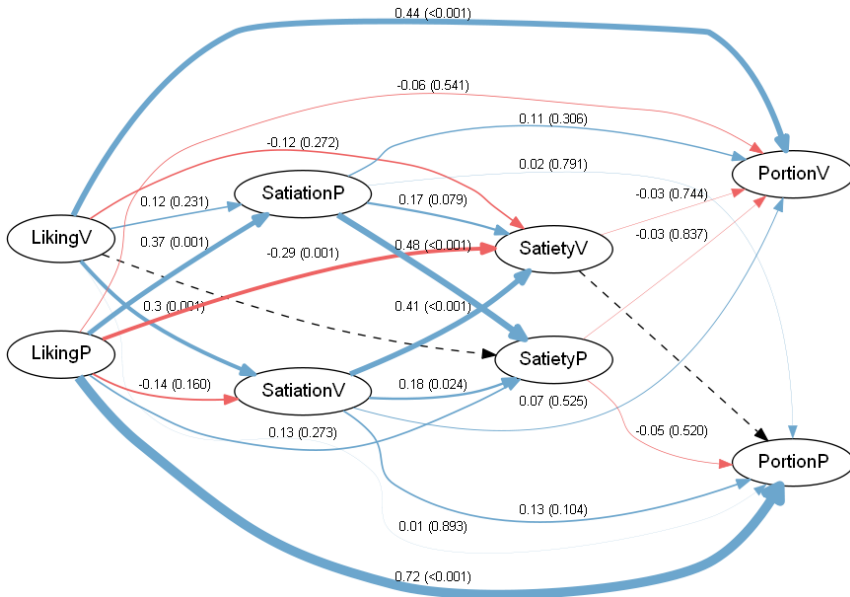 0.44 (<0.001)
-0.06 (0.541)
0.11 (0.306)
-0.12 (0.272)
0.02 (0.791)
PortionV
SatiationP
0.12 (0.231)
0.17 (0.079)
-0.03 (0.744)
LikingV
0.37 (0.001)
-0.29 (0.001)
0.48 (<0.001)
SatietyV
-0.03 (0.837)
0.3 (0.001)
0.41 (<0.001)
LikingP
SatietyP
-0.14 (0.160)
SatiationV
0.18 (0.024)
0.07 (0.525)
0.13 (0.273)
-0.05 (0.520)
PortionP
0.13 (0.104)
0.01 (0.893)
0.72 (<0.001)